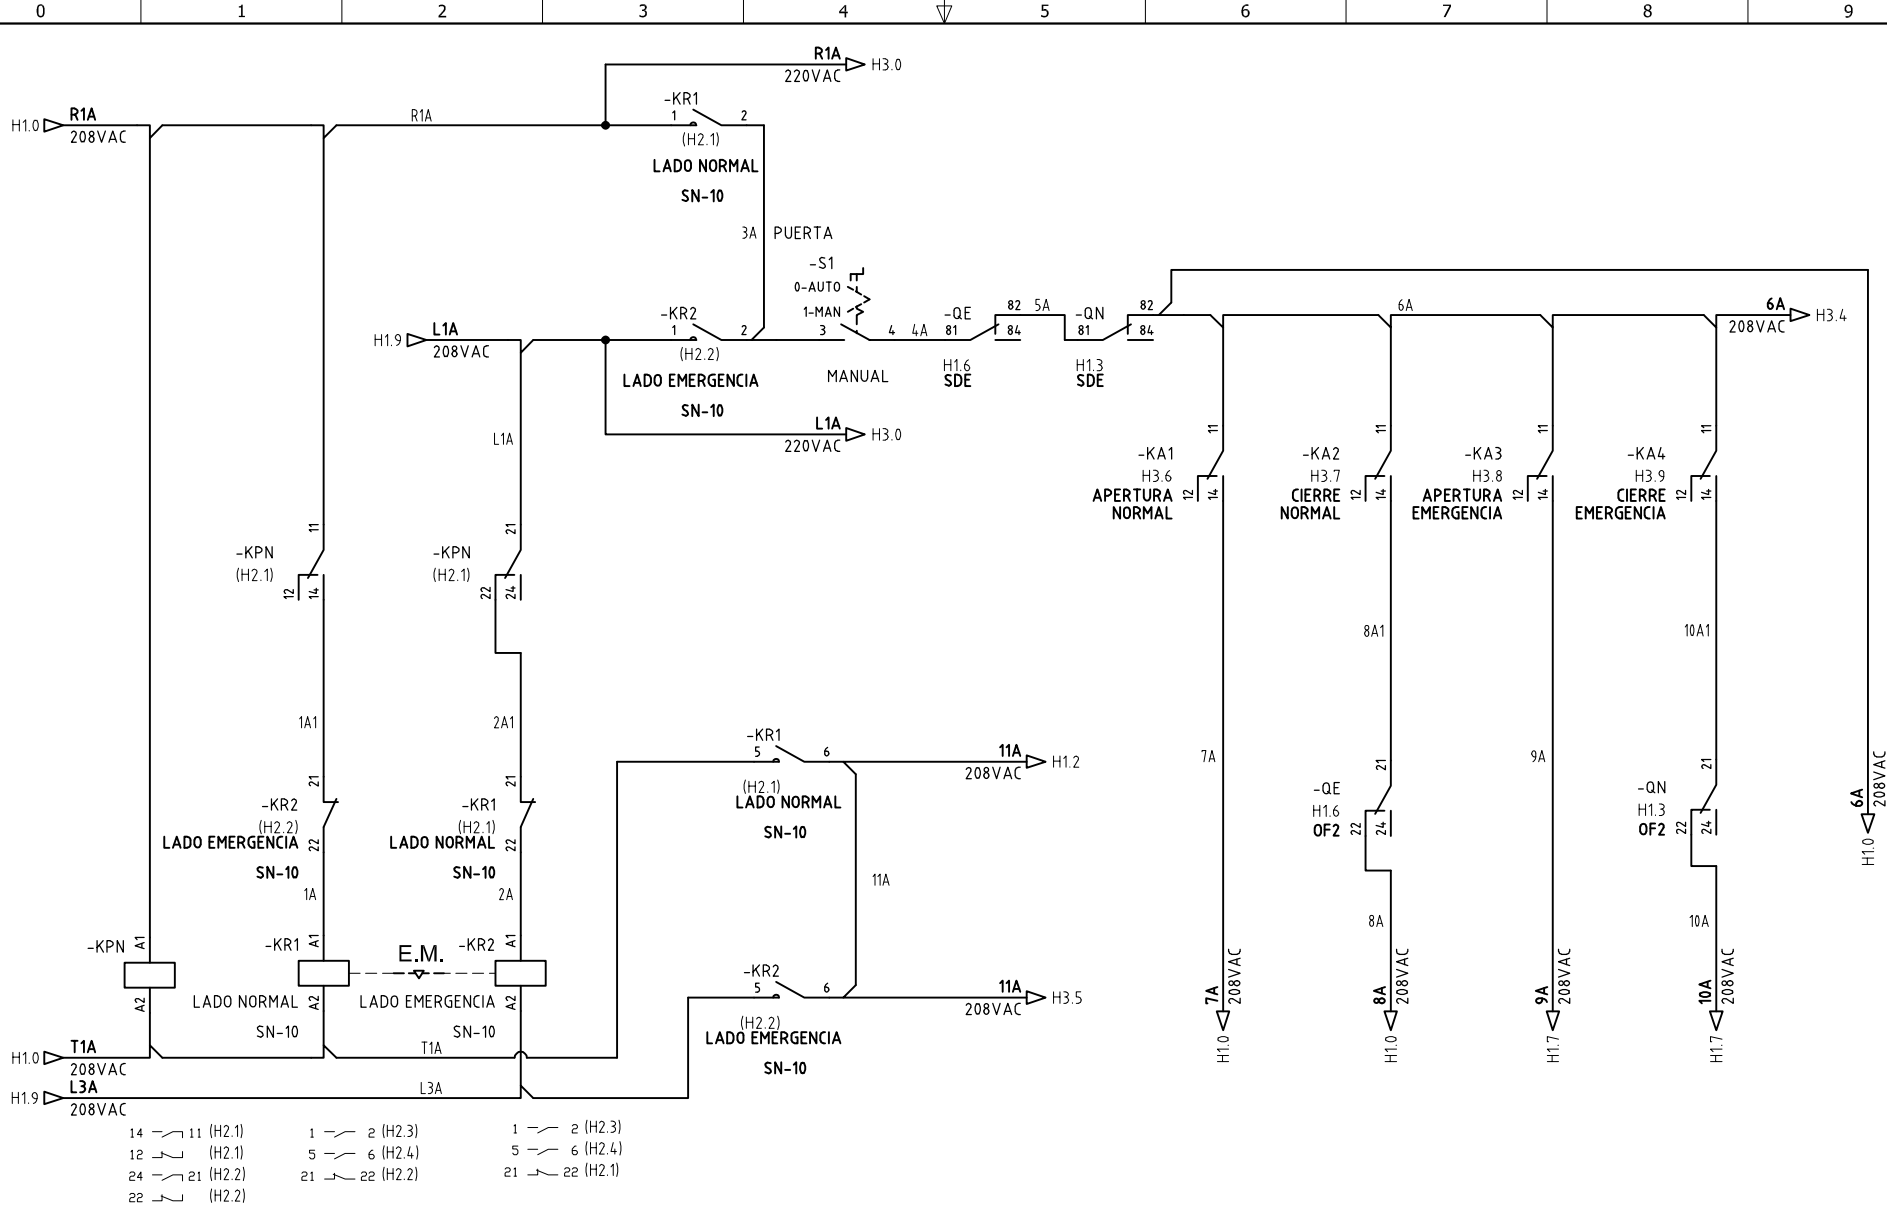 0 1 2 3 4 5 6 7 8 9
R1A
220VAC
H3.0
H1.0
R1A
208VAC
R1A
-KR1
1 2
(H2.1)
LADO NORMAL
SN-10
3A
PUERTA
-S1
0-AUTO
1-MAN
3 4
4A
MANUAL
H1.9
L1A
208VAC
-KR2
1 2
(H2.2)
LADO EMERGENCIA
SN-10
L1A
220VAC
H3.0
-QE
81
82
84
H1.6
SDE
5A
-QN
81
82
84
H1.3
SDE
6A
6A
208VAC
H3.4
L1A
11
-KA1
H3.6
APERTURA
NORMAL
12
14
11
-KA2
H3.7
CIERRE
NORMAL
12
14
11
-KA3
H3.8
APERTURA
EMERGENCIA
12
14
11
-KA4
H3.9
CIERRE
EMERGENCIA
12
14
11
-KPN
(H2.1)
12
14
21
-KPN
(H2.1)
22
24
8A1
10A1
1A1
2A1
21
-KR2
(H2.2)
LADO EMERGENCIA
22
SN-10
1A
21
-KR1
(H2.1)
LADO NORMAL
22
SN-10
2A
-KR1
5 6
(H2.1)
LADO NORMAL
SN-10
11A
208VAC
H1.2
11A
7A
9A
21
-QE
H1.6
OF2
22
24
8A
21
-QN
H1.3
OF2
22
24
10A
6A
208VAC
H1.0
-KPN
A1
A2
-KR1
A1
A2
LADO NORMAL
SN-10
E.M.
-KR2
A1
A2
LADO EMERGENCIA
SN-10
-KR2
5 6
(H2.2)
LADO EMERGENCIA
SN-10
11A
208VAC
H3.5
7A
208VAC
H1.0
8A
208VAC
H1.0
9A
208VAC
H1.7
10A
208VAC
H1.7
H1.0
T1A
208VAC
T1A
H1.9
L3A
208VAC
L3A
14 11 (H2.1)
12 (H2.1)
24 21 (H2.2)
22 (H2.2)
1 2 (H2.3)
5 6 (H2.4)
21 22 (H2.2)
1 2 (H2.3)
5 6 (H2.4)
21 22 (H2.1)